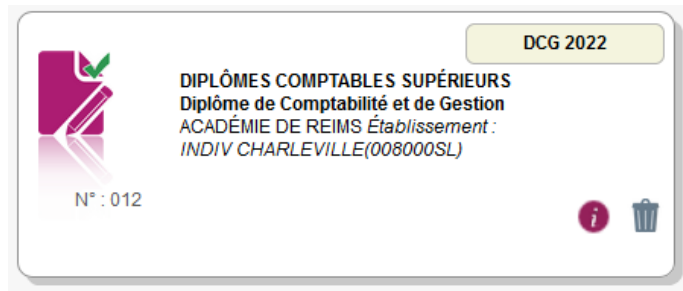 DCG 2022
DIPLÔMES COMPTABLES SUPÉRIEURS
Diplôme de Comptabilité et de Gestion
ACADÉMIE DE REIMS Établissement :
INDIV CHARLEVILLE(008000SL)
N° : 012
i